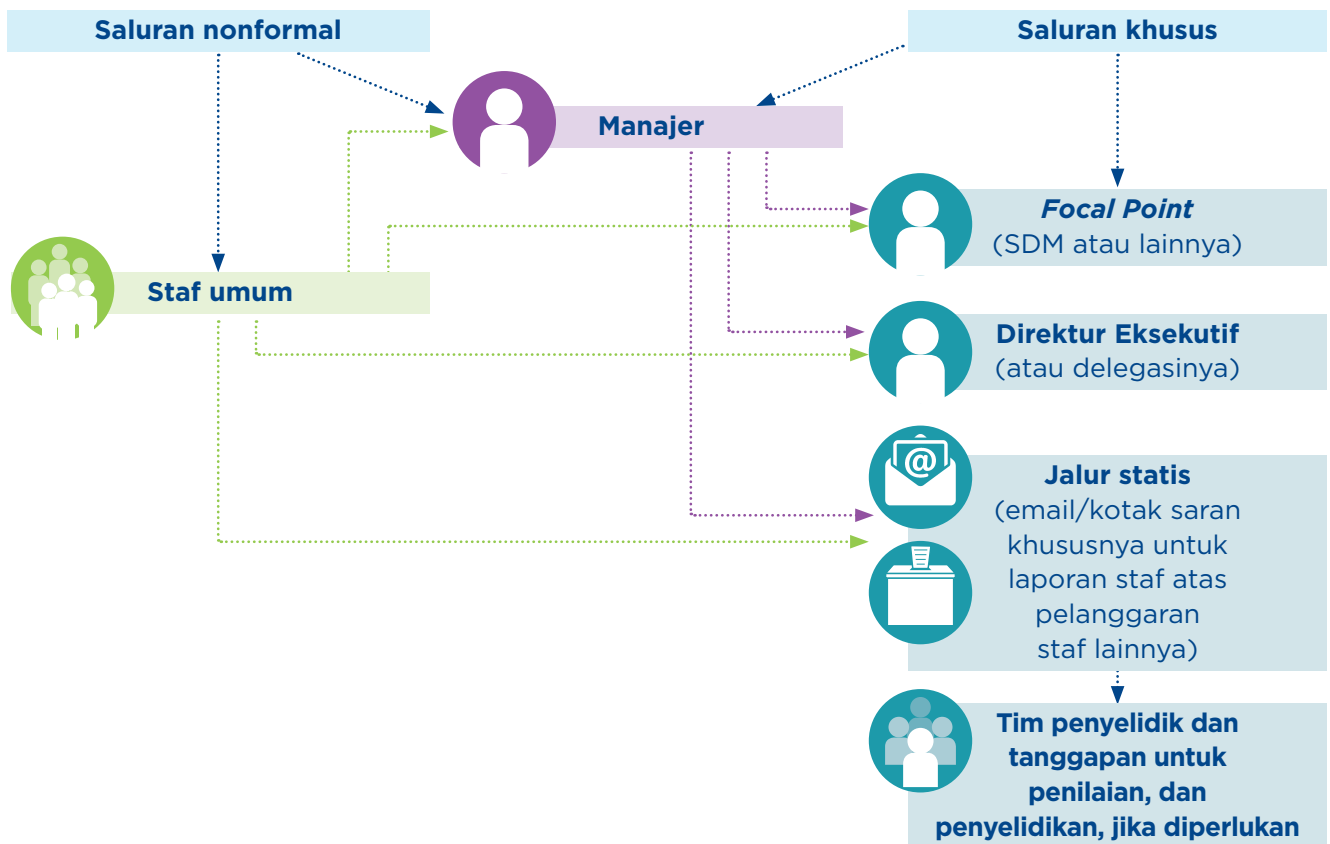 Saluran nonformal
Saluran khusus
Manajer
Focal Point
(SDM atau lainnya)
Staf umum
Direktur Eksekutif
(atau delegasinya)
@
Jalur statis
(email/kotak saran
khususnya untuk
laporan staf atas
pelanggaran
staf lainnya)
Tim penyelidik dan
tanggapan untuk
penilaian, dan
penyelidikan, jika diperlukan